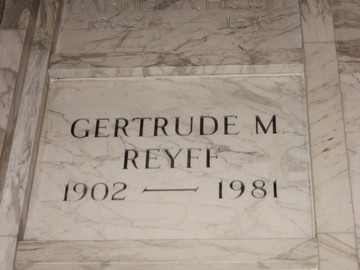 GERTRUDE M
REYFF
1902 — 1981